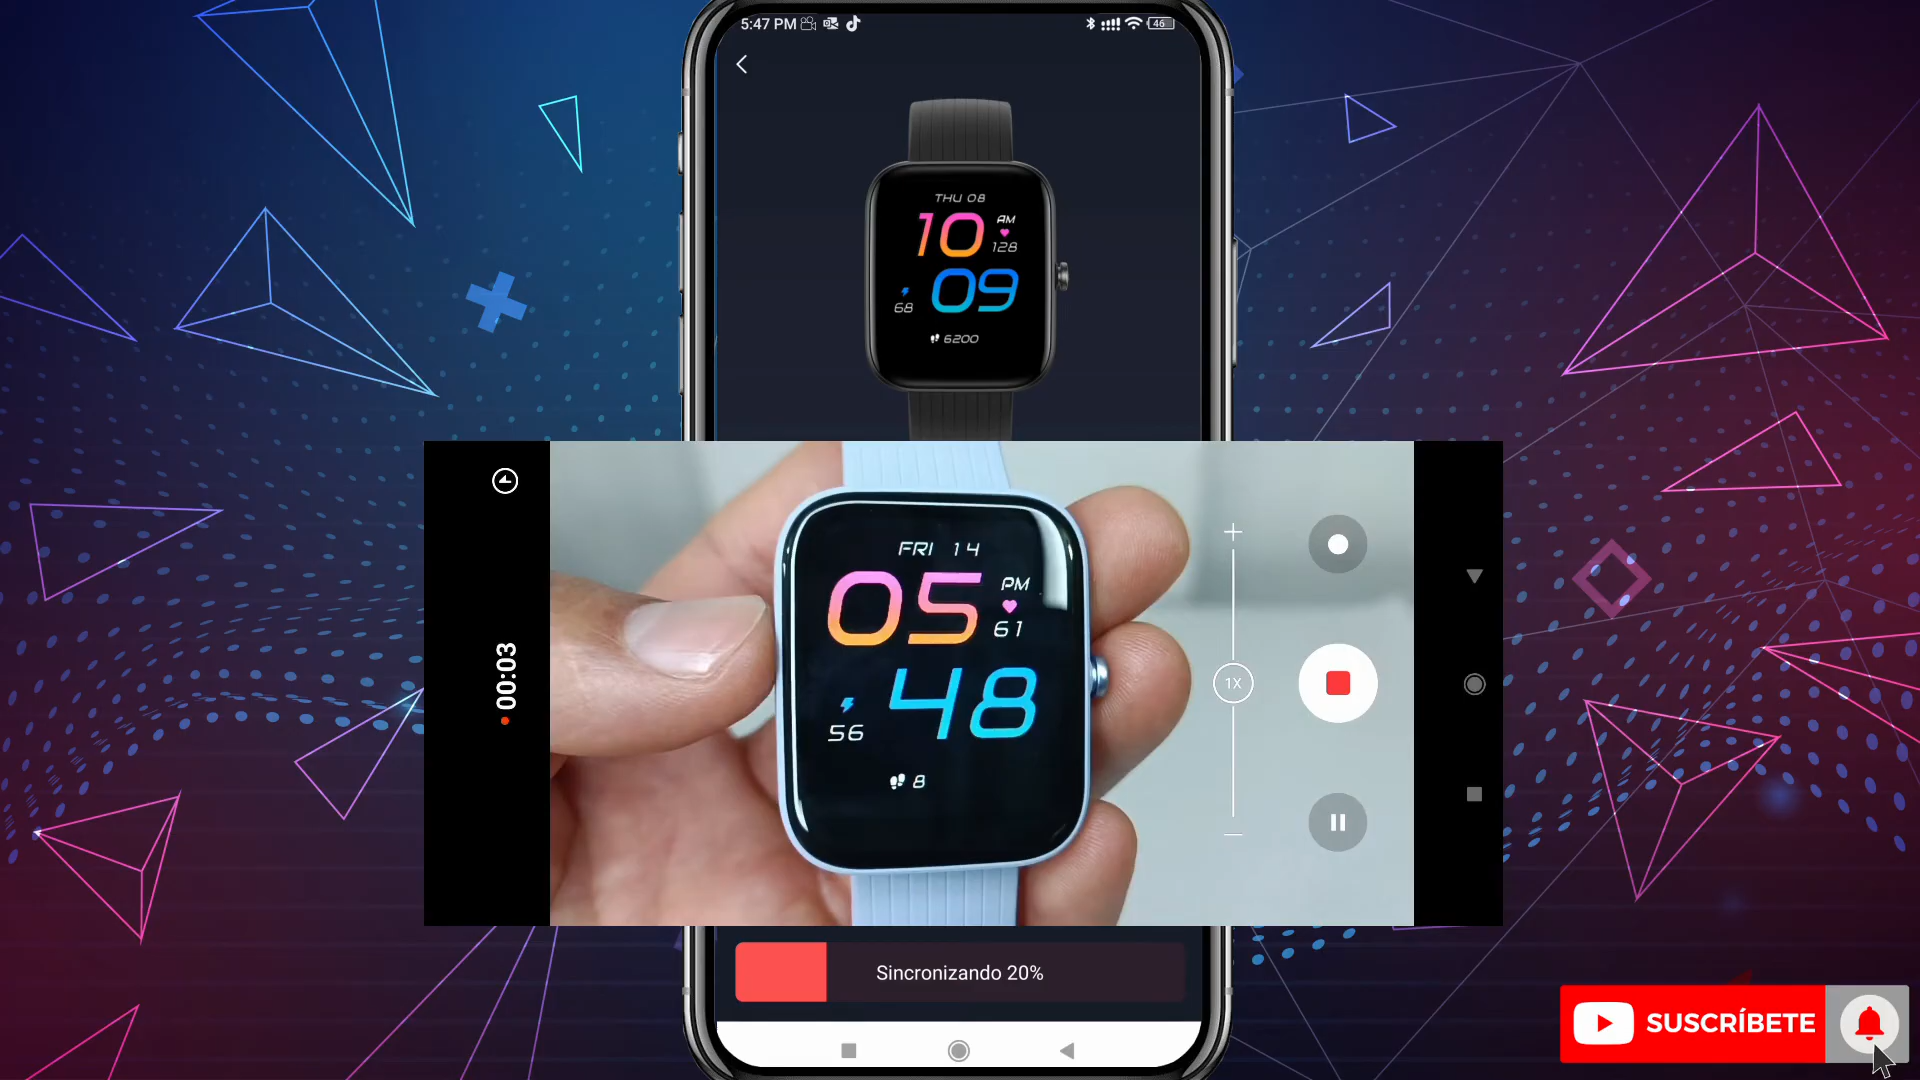 5:47 PM
46
THU 08
10 AM
128
09
68
6200
00:03
FRI 14
05 PM
61
48
56
8
1X
Sincronizando 20%
SUSCRÍBETE